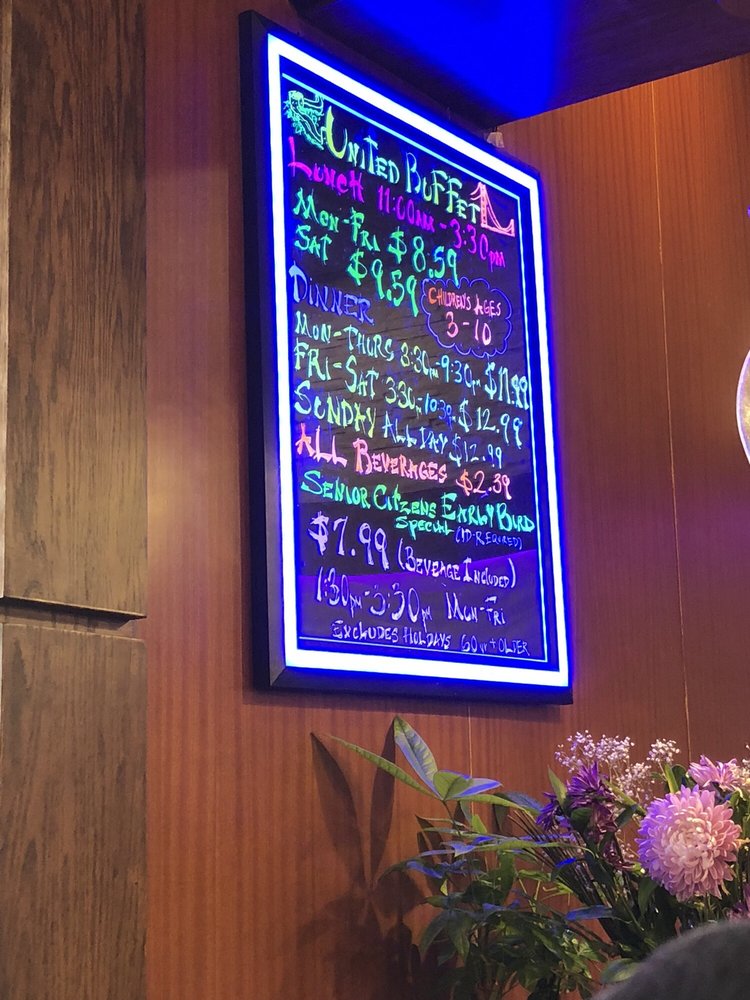 UNITED BUFFET
LUNCH 11:00AM - 3:30PM
MON-FRI $8.59
SAT $9.59
CHILDRENS AGES
3-10
DINNER
MON-THURS 3:30PM-9:30PM $11.99
FRI-SAT 3:30PM-10:30PM $12.99
SUNDAY ALL DAY $12.99
ALL BEVERAGES $2.39
SENIOR CITZENS EARLY BIRD
SPECIAL (ID-REQUIRED)
$7.99 (BEVEAGE INCLUDED)
1:30PM-3:30PM MON-FRI
EXCLUDES HOLIDAYS 60yr + OLDER